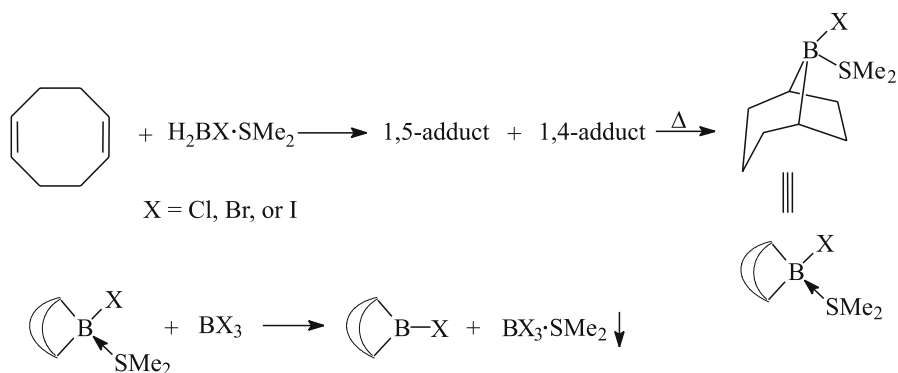 X
B
SMe₂
+ H₂BX·SMe₂ 1,5-adduct + 1,4-adduct Δ
X = Cl, Br, or I
X
B
SMe₂
X
B + BX₃ B—X + BX₃·SMe₂
SMe₂